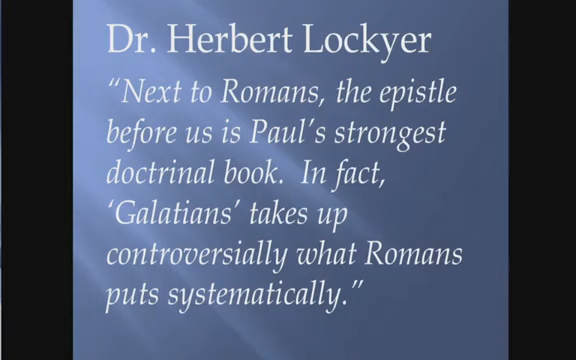 Dr. Herbert Lockyer
“Next to Romans, the epistle
before us is Paul’s strongest
doctrinal book.  In fact,
‘Galatians’ takes up
controversially what Romans
puts systematically.”